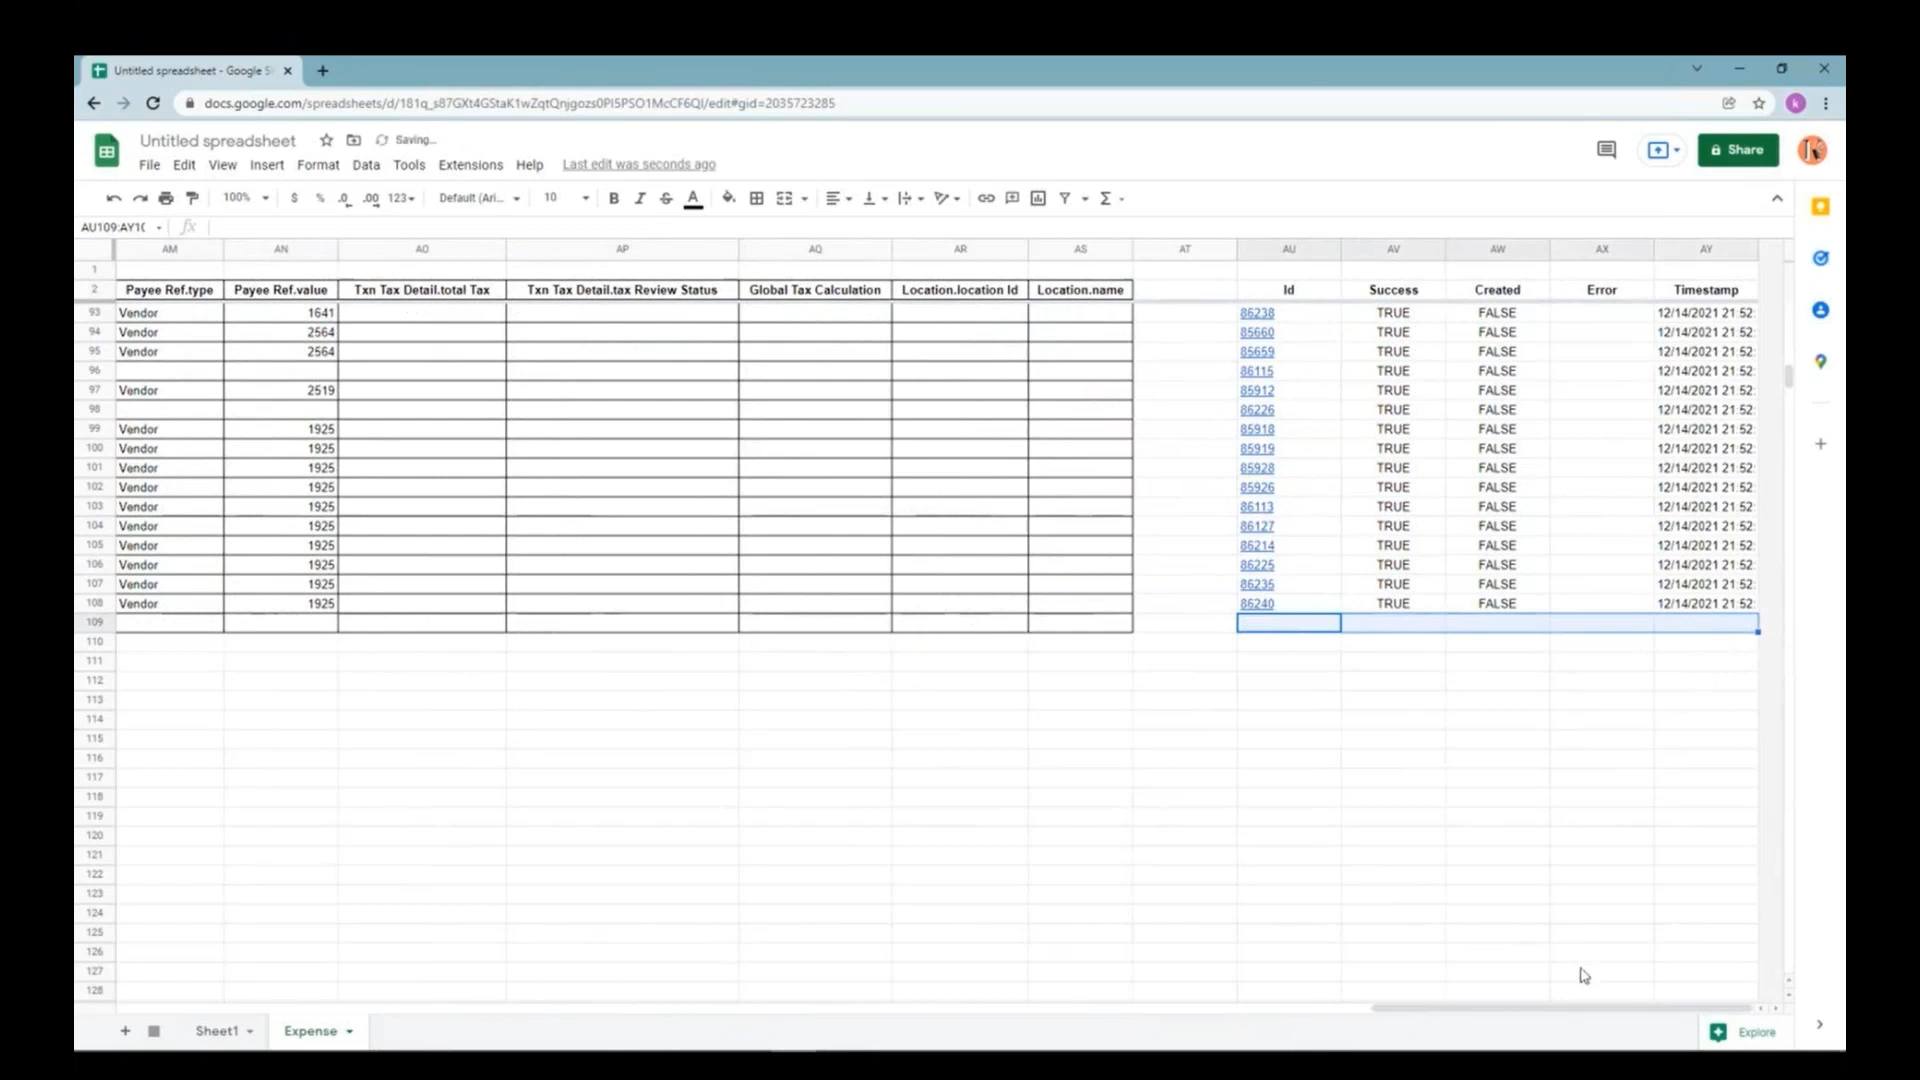 Untitled spreadsheet - Google S
docs.google.com/spreadsheets/d/181q_s87GXt4GStaK1wZqtQnjgozs0PI5PSO1McCF6QI/edit#gid=2035723285
k
Untitled spreadsheet Saving...
File Edit View Insert Format Data Tools Extensions Help Last edit was seconds ago
Share
100% $ % .0 .00 123 Default (Ari... 10 B I S A
AU109:AY1( fx
AM AN AO AP AQ AR AS AT AU AV AW AX AY
1
2 Payee Ref.type Payee Ref.value Txn Tax Detail.total Tax Txn Tax Detail.tax Review Status Global Tax Calculation Location.location Id Location.name Id Success Created Error Timestamp
93 Vendor 1641 86238 TRUE FALSE 12/14/2021 21:52:
94 Vendor 2564 85660 TRUE FALSE 12/14/2021 21:52:
95 Vendor 2564 85659 TRUE FALSE 12/14/2021 21:52:
96 86115 TRUE FALSE 12/14/2021 21:52:
97 Vendor 2519 85912 TRUE FALSE 12/14/2021 21:52:
98 86226 TRUE FALSE 12/14/2021 21:52:
99 Vendor 1925 85918 TRUE FALSE 12/14/2021 21:52:
100 Vendor 1925 85919 TRUE FALSE 12/14/2021 21:52:
101 Vendor 1925 85928 TRUE FALSE 12/14/2021 21:52:
102 Vendor 1925 85926 TRUE FALSE 12/14/2021 21:52:
103 Vendor 1925 86113 TRUE FALSE 12/14/2021 21:52:
104 Vendor 1925 86127 TRUE FALSE 12/14/2021 21:52:
105 Vendor 1925 86214 TRUE FALSE 12/14/2021 21:52:
106 Vendor 1925 86225 TRUE FALSE 12/14/2021 21:52:
107 Vendor 1925 86235 TRUE FALSE 12/14/2021 21:52:
108 Vendor 1925 86240 TRUE FALSE 12/14/2021 21:52:
109
110
111
112
113
114
115
116
117
118
119
120
121
122
123
124
125
126
127
128
Sheet1 Expense Explore